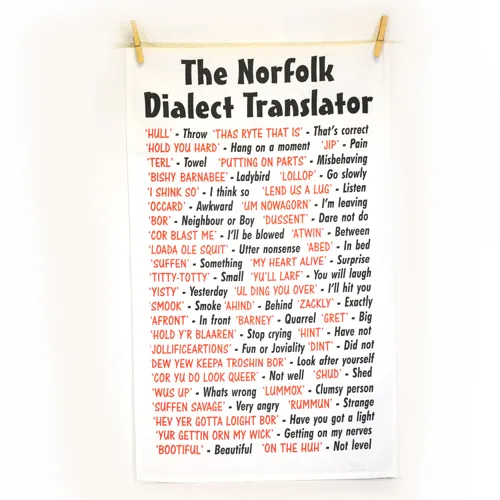 The Norfolk
Dialect Translator
'HULL' - Throw 'THAS RYTE THAT IS' - That's correct
'HOLD YOU HARD' - Hang on a moment 'JIP' - Pain
'TERL' - Towel 'PUTTING ON PARTS' - Misbehaving
'BISHY BARNABEE' - Ladybird 'LOLLOP' - Go slowly
'I SHINK SO' - I think so 'LEND US A LUG' - Listen
'OCCARD' - Awkward 'UM NOWAGORN' - I'm leaving
'BOR' - Neighbour or Boy 'DUSSENT' - Dare not do
'COR BLAST ME' - I'll be blowed 'ATWIN' - Between
'LOADA OLE SQUIT' - Utter nonsense 'ABED' - In bed
'SUFFEN' - Something 'MY HEART ALIVE' - Surprise
'TITTY-TOTTY' - Small 'YU'LL LARF' - You will laugh
'YISTY' - Yesterday 'UL DING YOU OVER' - I'll hit you
'SMOOK' - Smoke 'AHIND' - Behind 'ZACKLY' - Exactly
'AFRONT' - In front 'BARNEY' - Quarrel 'GRET' - Big
'HOLD Y'R BLAAREN' - Stop crying 'HINT' - Have not
'JOLLIFICEARTIONS' - Fun or Joviality 'DINT' - Did not
DEW YEW KEEPA TROSHIN BOR' - Look after yourself
'COR YU DO LOOK QUEER' - Not well 'SHUD' - Shed
'WUS UP' - Whats wrong 'LUMMOX' - Clumsy person
'SUFFEN SAVAGE' - Very angry 'RUMMUN' - Strange
'HEY YER GOTTA LOIGHT BOR' - Have you got a light
'YUR GETTIN ORN MY WICK' - Getting on my nerves
'BOOTIFUL' - Beautiful 'ON THE HUH' - Not level